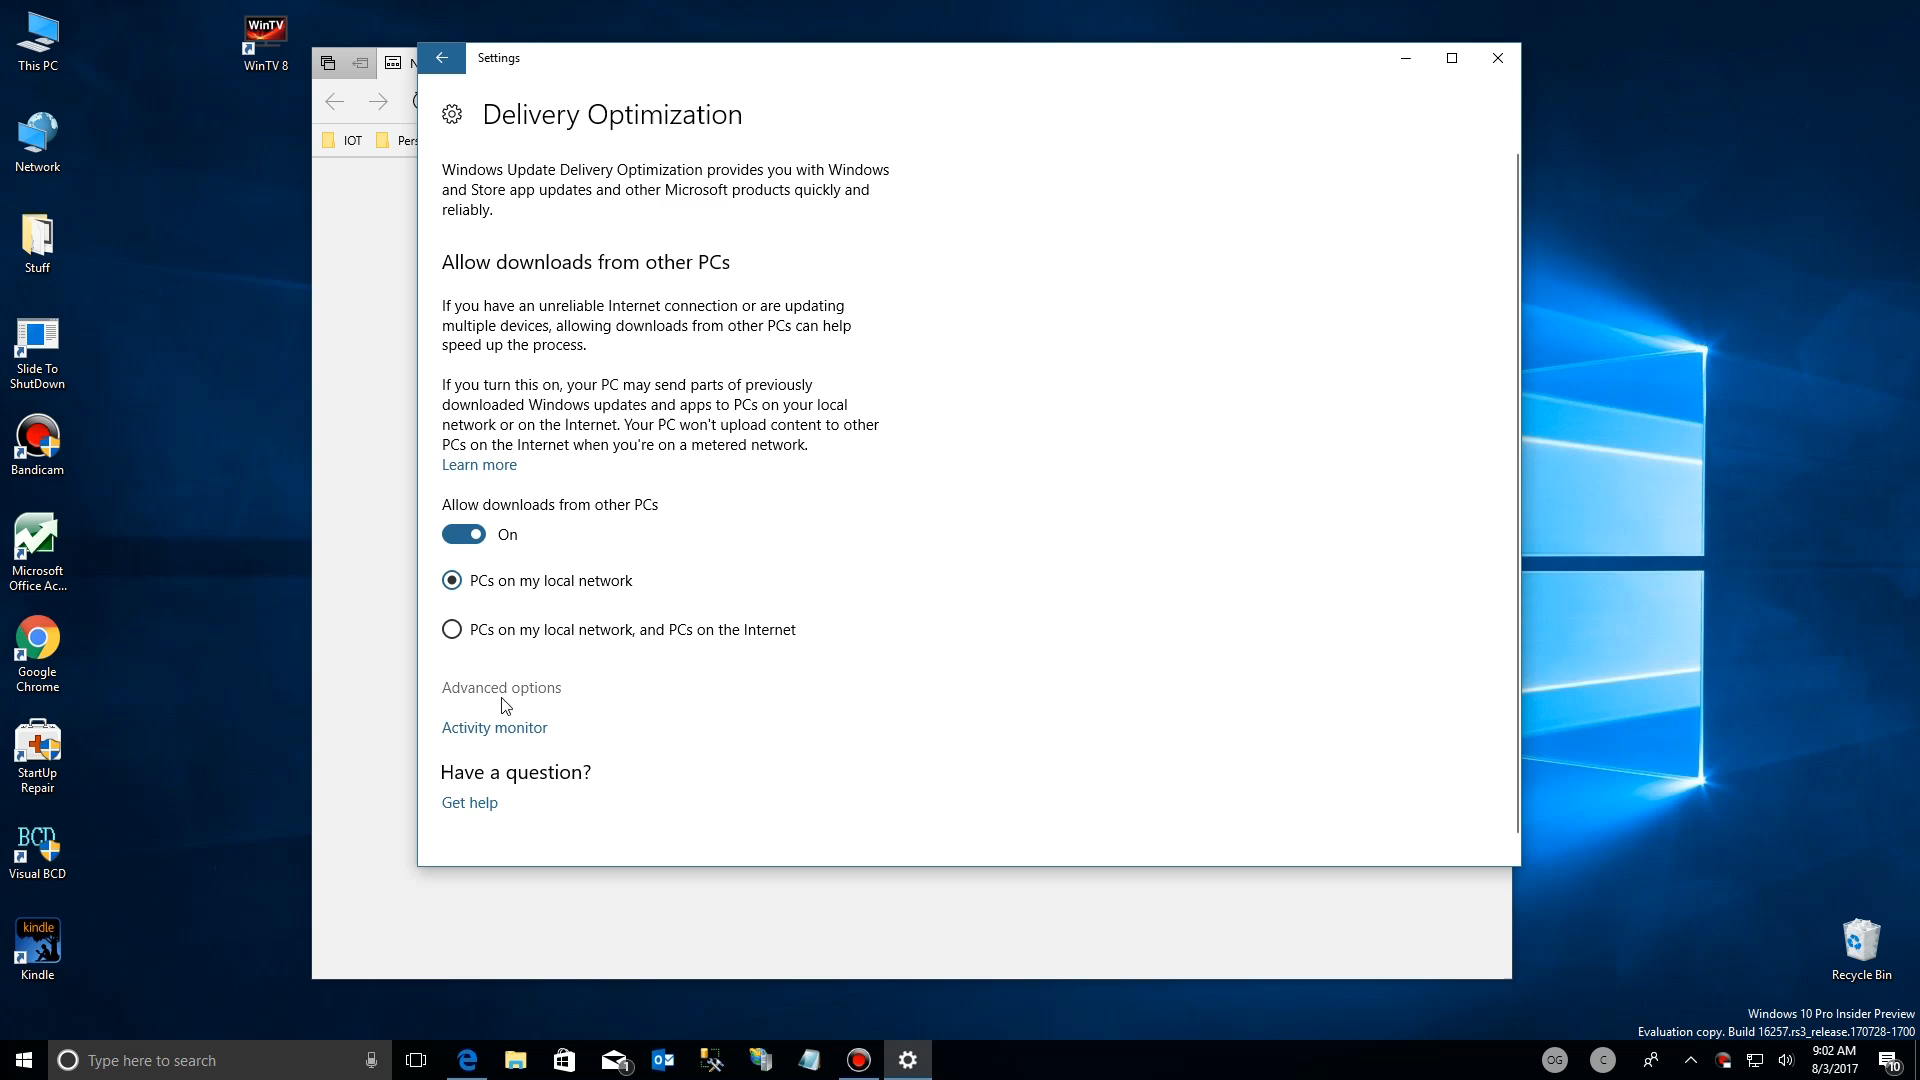 This PC
WinTV
WinTV 8
Network
Stuff
Slide To
ShutDown
Bandicam
Microsoft
Office Ac...
Google
Chrome
StartUp
Repair
BCD
Visual BCD
kindle
Kindle
N
IOT
Pers
Settings
Delivery Optimization
Windows Update Delivery Optimization provides you with Windows
and Store app updates and other Microsoft products quickly and
reliably.
Allow downloads from other PCs
If you have an unreliable Internet connection or are updating
multiple devices, allowing downloads from other PCs can help
speed up the process.
If you turn this on, your PC may send parts of previously
downloaded Windows updates and apps to PCs on your local
network or on the Internet. Your PC won't upload content to other
PCs on the Internet when you're on a metered network.
Learn more
Allow downloads from other PCs
On
PCs on my local network
PCs on my local network, and PCs on the Internet
Advanced options
Activity monitor
Have a question?
Get help
Recycle Bin
Windows 10 Pro Insider Preview
Evaluation copy. Build 16257.rs3_release.170728-1700
Type here to search
1
OG
C
9:02 AM
8/3/2017
10